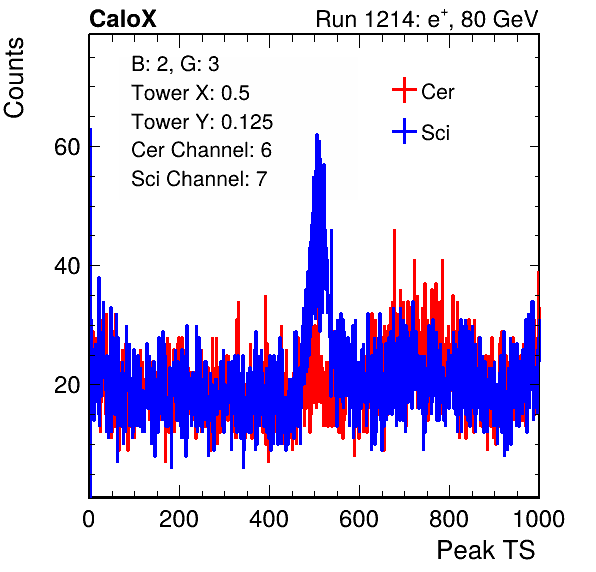 CaloX
Run 1214: e+, 80 GeV
Counts
B: 2, G: 3
Tower X: 0.5
Tower Y: 0.125
Cer Channel: 6
Sci Channel: 7
Cer
Sci
60
40
20
0 200 400 600 800 1000
Peak TS